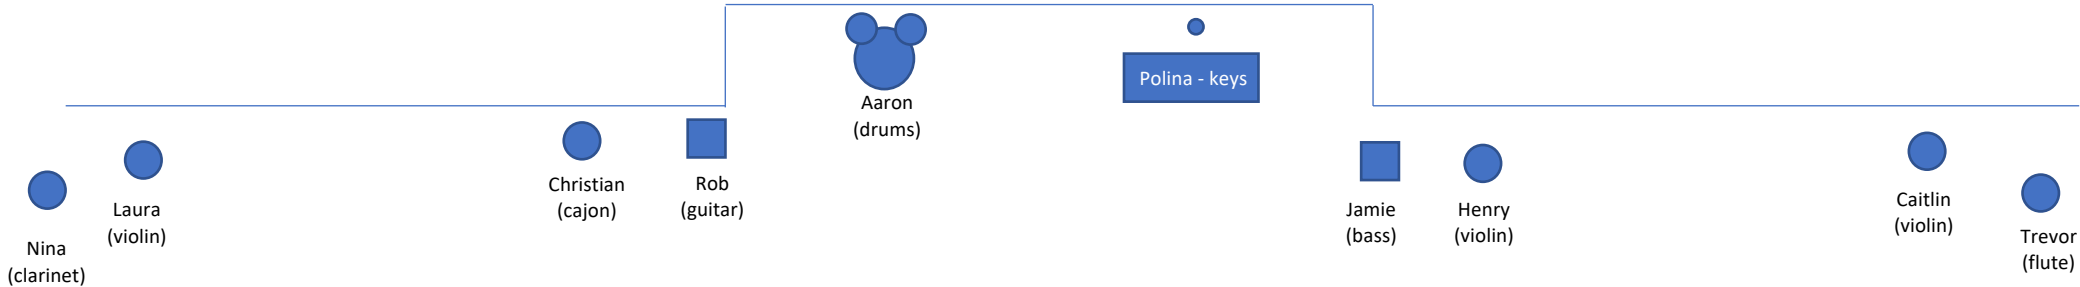 Polina - keys
Aaron
(drums)
Christian
(cajon)
Rob
(guitar)
Laura
(violin)
Nina
(clarinet)
Jamie
(bass)
Henry
(violin)
Caitlin
(violin)
Trevor
(flute)